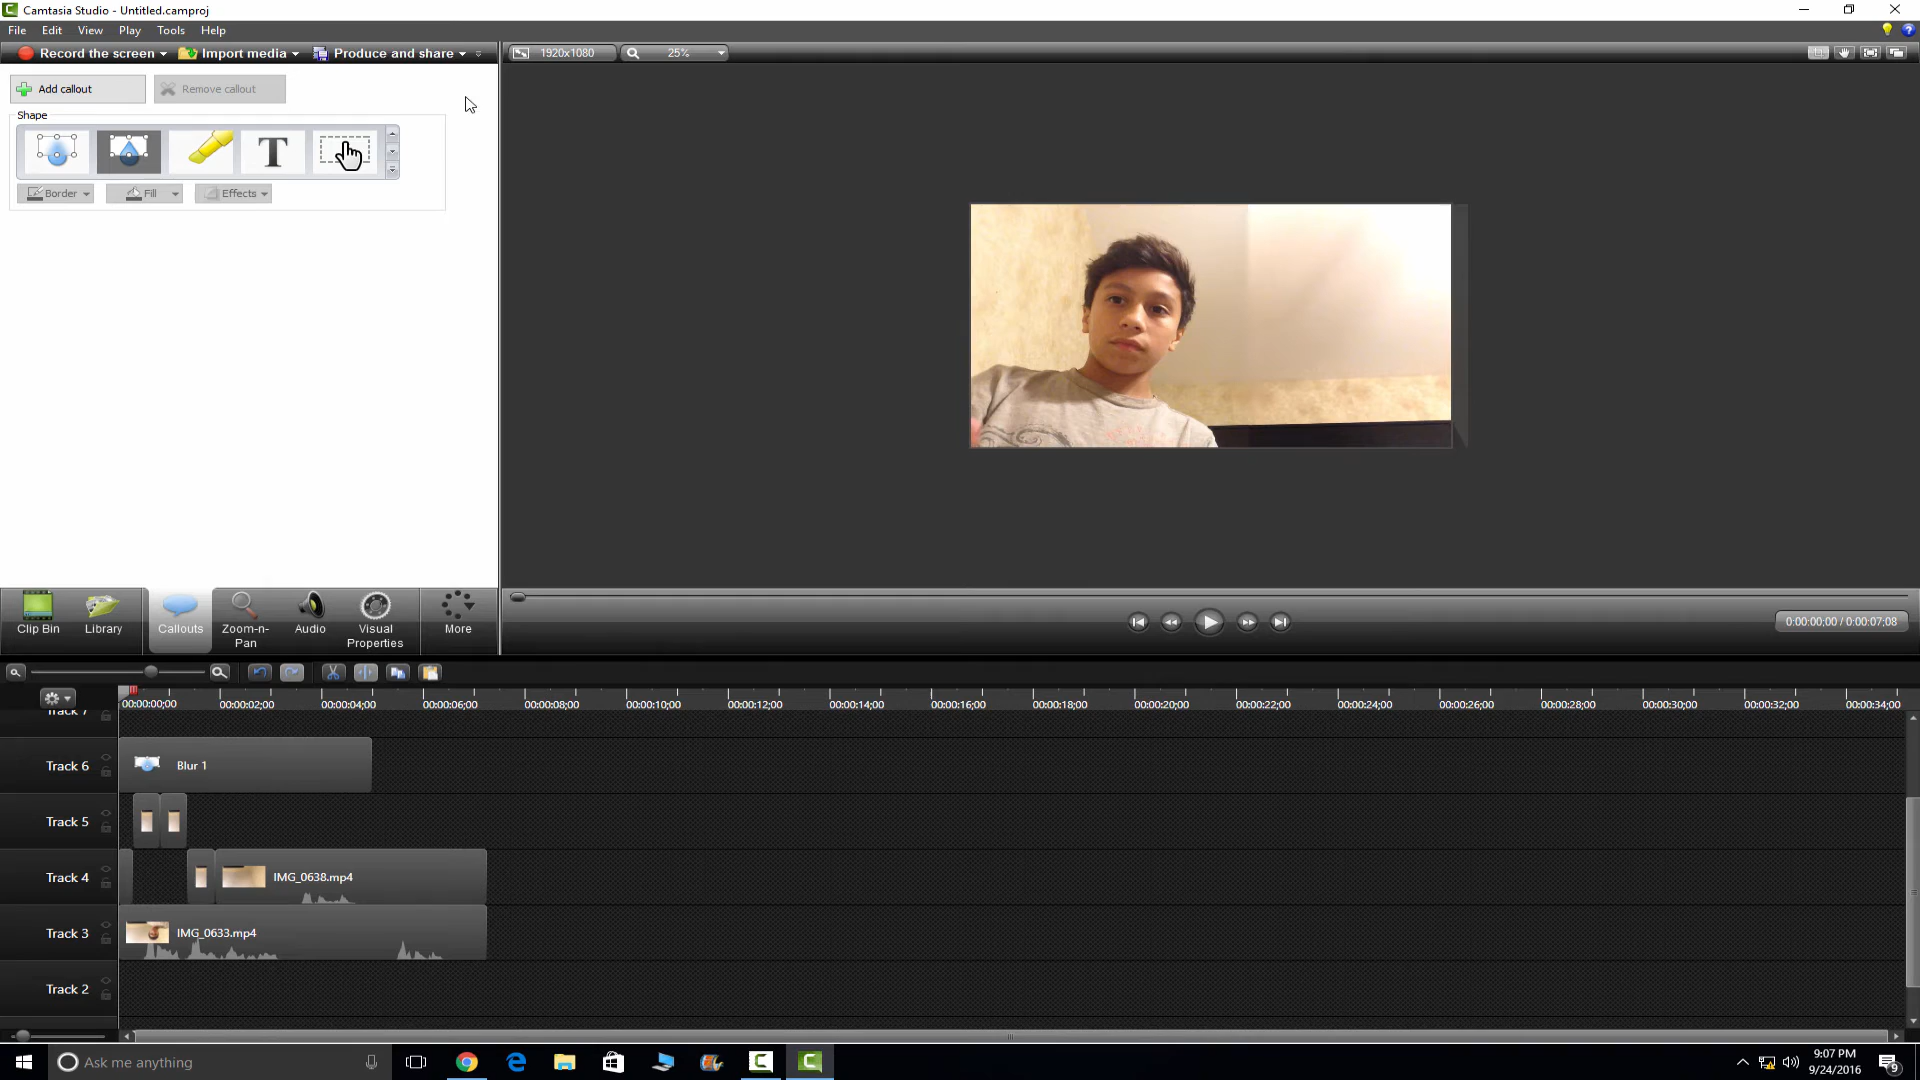 Camtasia Studio - Untitled.camproj
File Edit View Play Tools Help
Record the screen Import media Produce and share 1920x1080 25%
Add callout Remove callout
Shape
T
Border Fill Effects
Clip Bin Library Callouts Zoom-n-Pan Audio Visual Properties More
0:00:00;00 / 0:00:07;08
00:00:00;00 00:00:02;00 00:00:04;00 00:00:06;00 00:00:08;00 00:00:10;00 00:00:12;00 00:00:14;00 00:00:16;00 00:00:18;00 00:00:20;00 00:00:22;00 00:00:24;00 00:00:26;00 00:00:28;00 00:00:30;00 00:00:32;00 00:00:34;00
Track 7
Track 6 Blur 1
Track 5
Track 4 IMG_0638.mp4
Track 3 IMG_0633.mp4
Track 2
Ask me anything
9:07 PM
9/24/2016
9